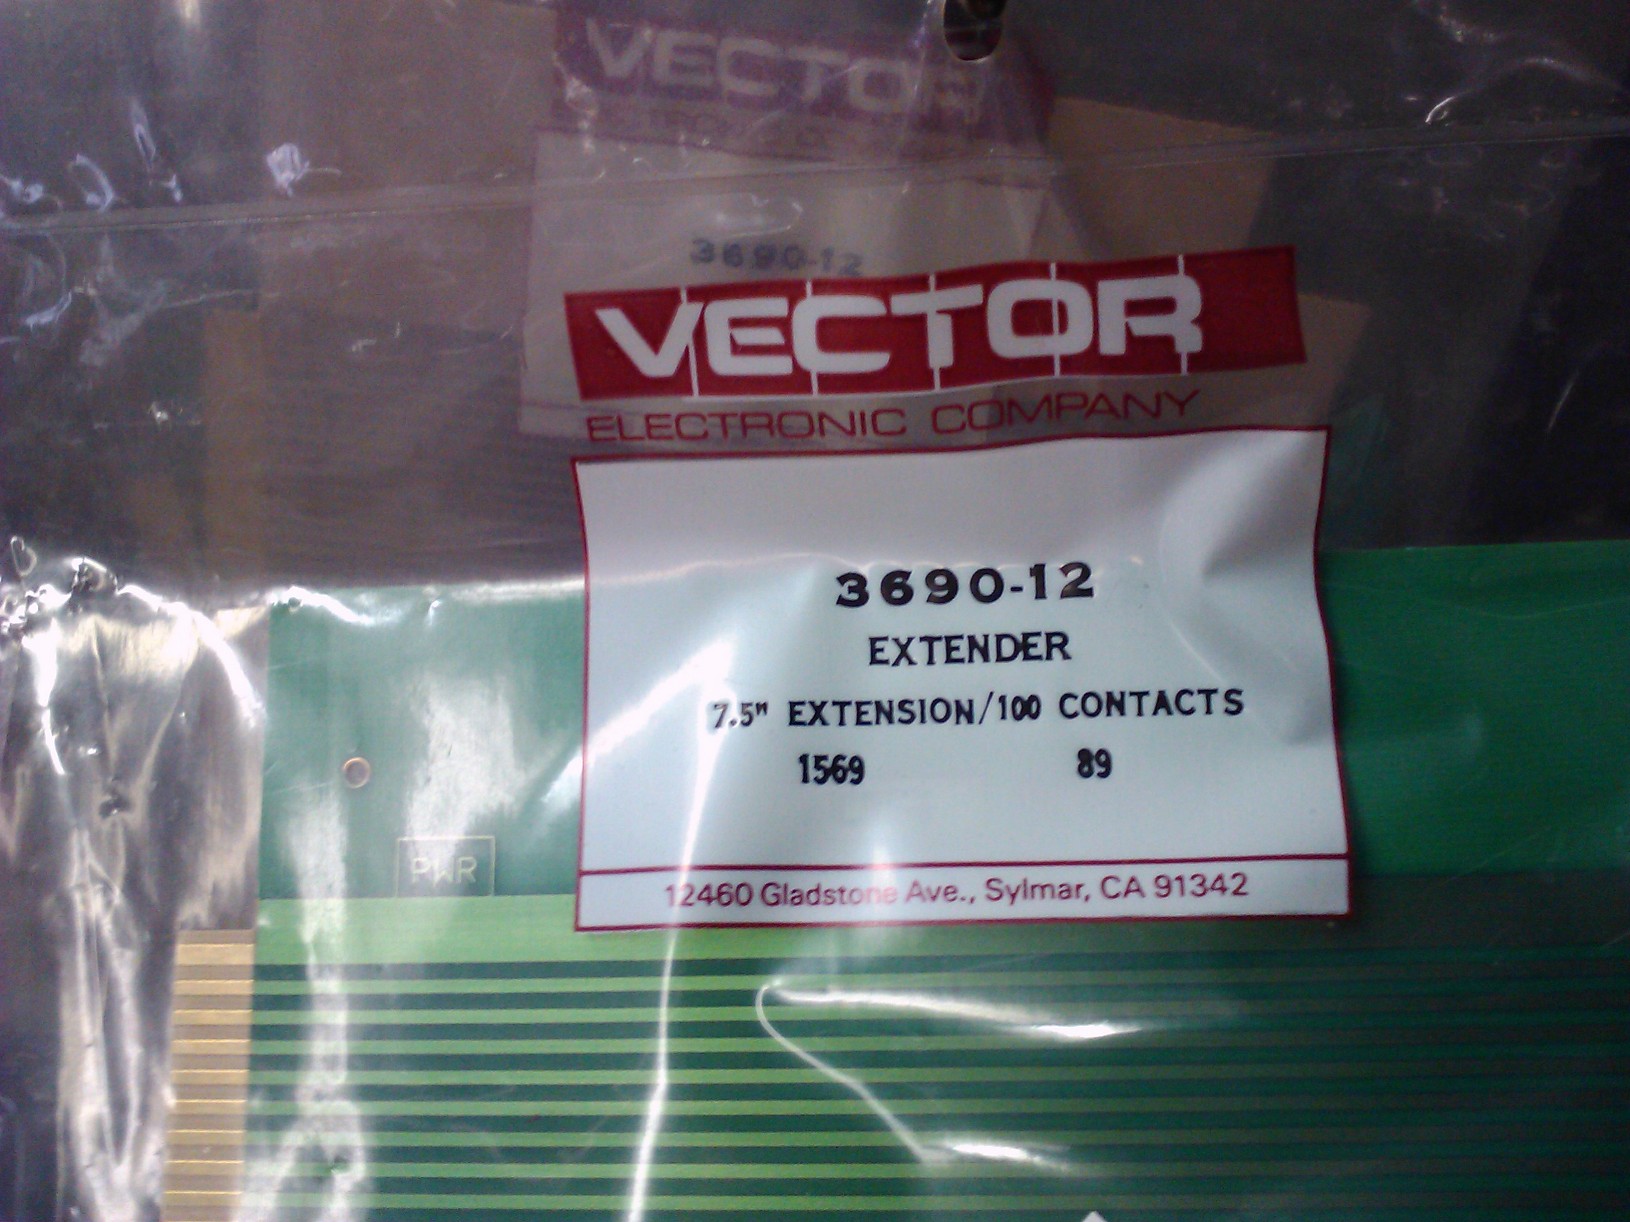 VECTOR
3690-12
VECTOR
ELECTRONIC COMPANY
3690-12
EXTENDER
7.5" EXTENSION/100 CONTACTS
1569 89
PWR
12460 Gladstone Ave., Sylmar, CA 91342